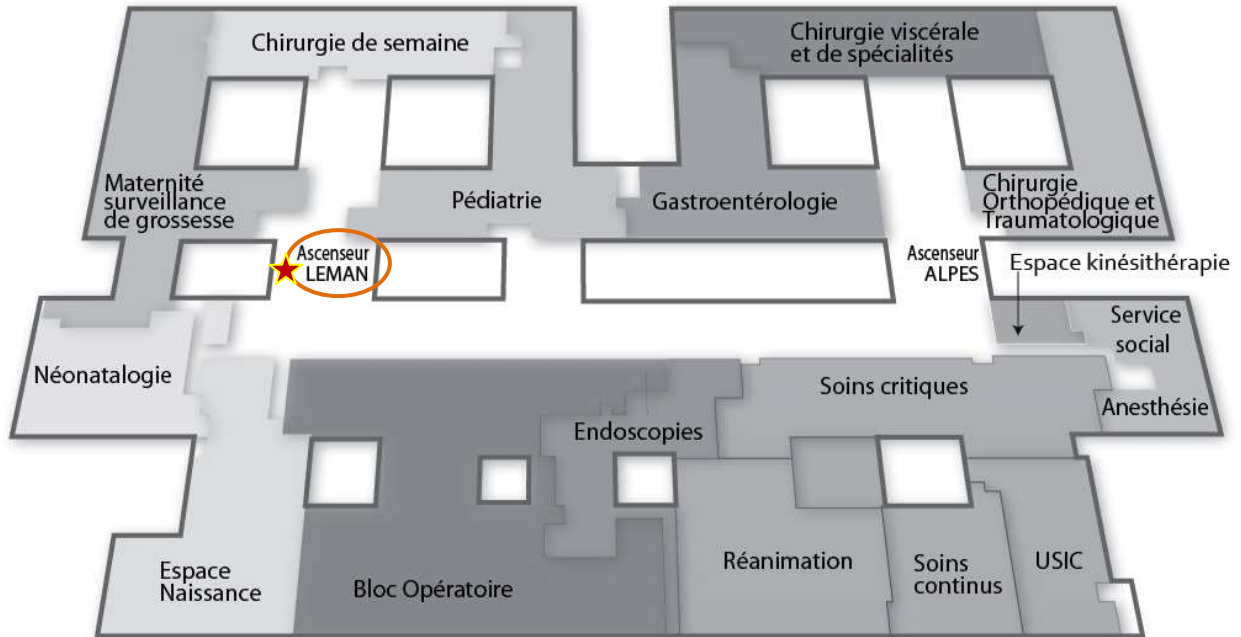 Chirurgie de semaine
Chirurgie viscérale
et de spécialités
Maternité
surveillance
de grossesse
Pédiatrie
Gastroentérologie
Chirurgie
Orthopédique et
Traumatologique
Ascenseur
LEMAN
Ascenseur
ALPES
Espace kinésithérapie
Service
social
Néonatalogie
Soins critiques
Anesthésie
Endoscopies
Espace
Naissance
Bloc Opératoire
Réanimation
Soins
continus
USIC